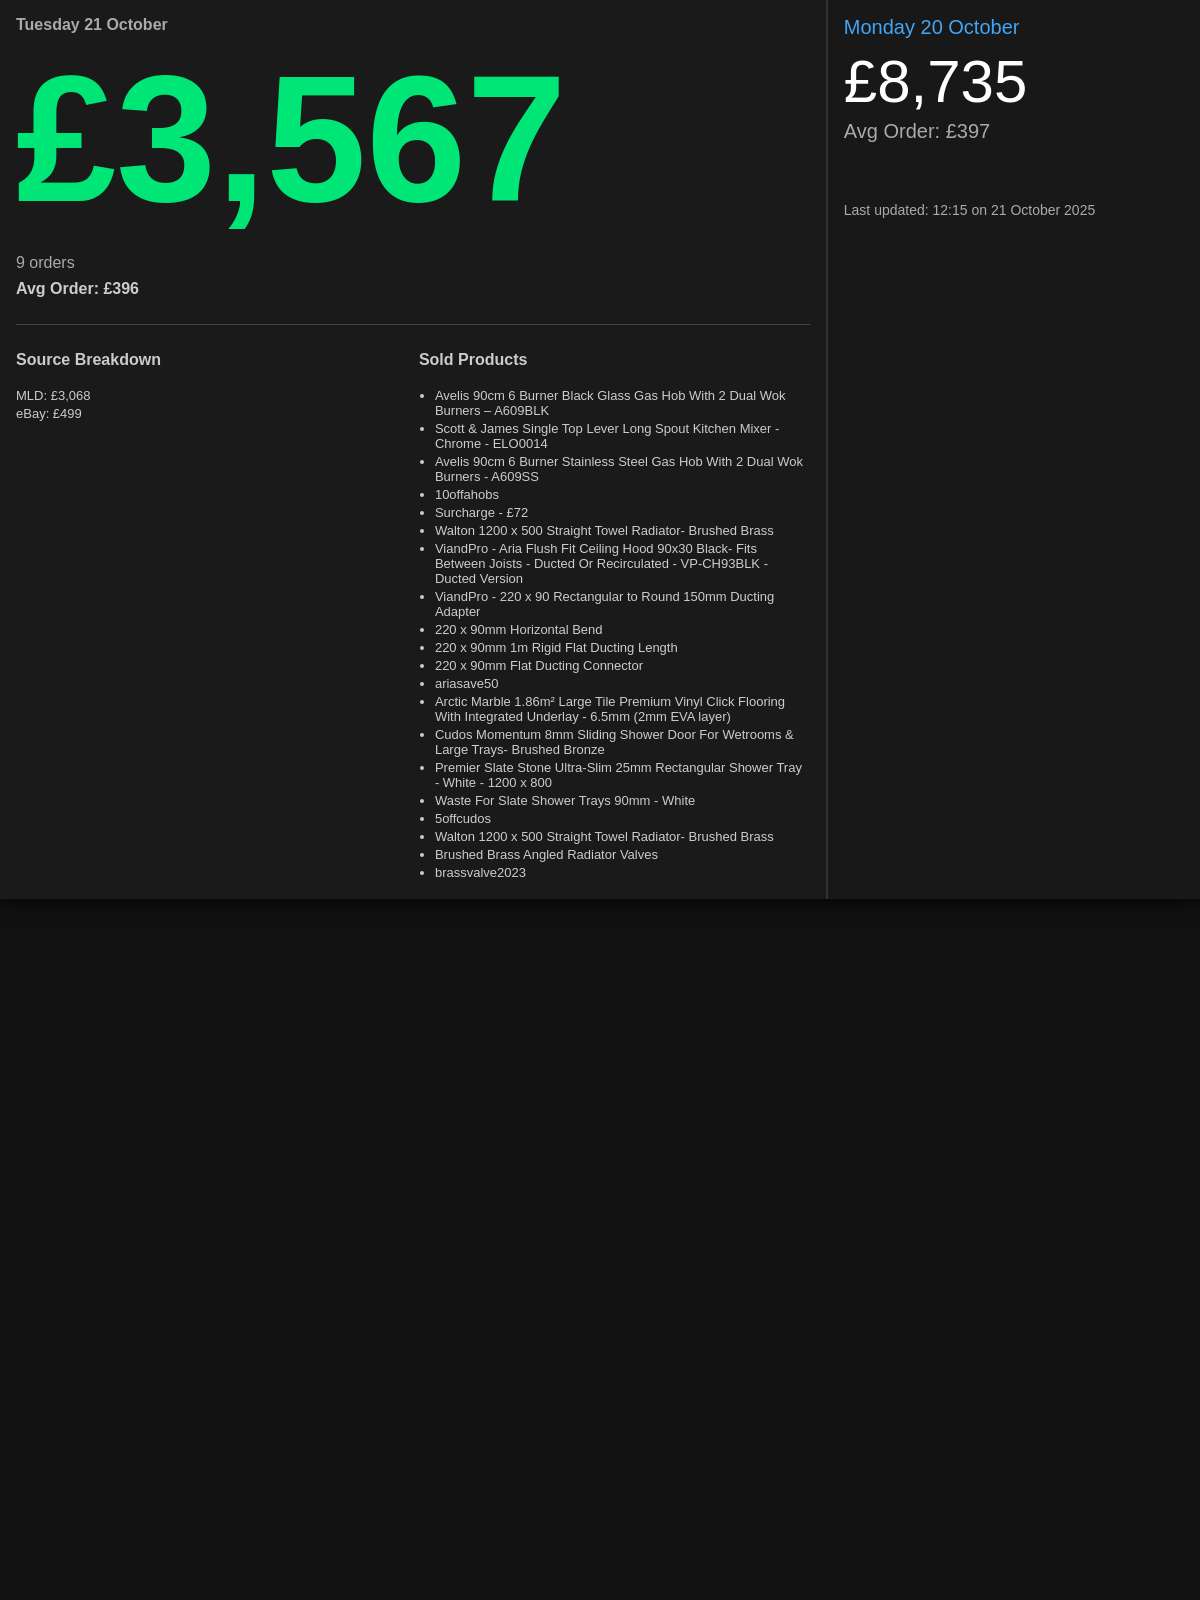 Tuesday 21 October
£3,567
9 orders
Avg Order: £396
Source Breakdown
MLD: £3,068
eBay: £499
Sold Products
Avelis 90cm 6 Burner Black Glass Gas Hob With 2 Dual Wok
Burners – A609BLK
Scott & James Single Top Lever Long Spout Kitchen Mixer -
Chrome - ELO0014
Avelis 90cm 6 Burner Stainless Steel Gas Hob With 2 Dual Wok
Burners - A609SS
10offahobs
Surcharge - £72
Walton 1200 x 500 Straight Towel Radiator- Brushed Brass
ViandPro - Aria Flush Fit Ceiling Hood 90x30 Black- Fits
Between Joists - Ducted Or Recirculated - VP-CH93BLK -
Ducted Version
ViandPro - 220 x 90 Rectangular to Round 150mm Ducting
Adapter
220 x 90mm Horizontal Bend
220 x 90mm 1m Rigid Flat Ducting Length
220 x 90mm Flat Ducting Connector
ariasave50
Arctic Marble 1.86m² Large Tile Premium Vinyl Click Flooring
With Integrated Underlay - 6.5mm (2mm EVA layer)
Cudos Momentum 8mm Sliding Shower Door For Wetrooms &
Large Trays- Brushed Bronze
Premier Slate Stone Ultra-Slim 25mm Rectangular Shower Tray
- White - 1200 x 800
Waste For Slate Shower Trays 90mm - White
5offcudos
Walton 1200 x 500 Straight Towel Radiator- Brushed Brass
Brushed Brass Angled Radiator Valves
brassvalve2023
Monday 20 October
£8,735
Avg Order: £397
Last updated: 12:15 on 21 October 2025